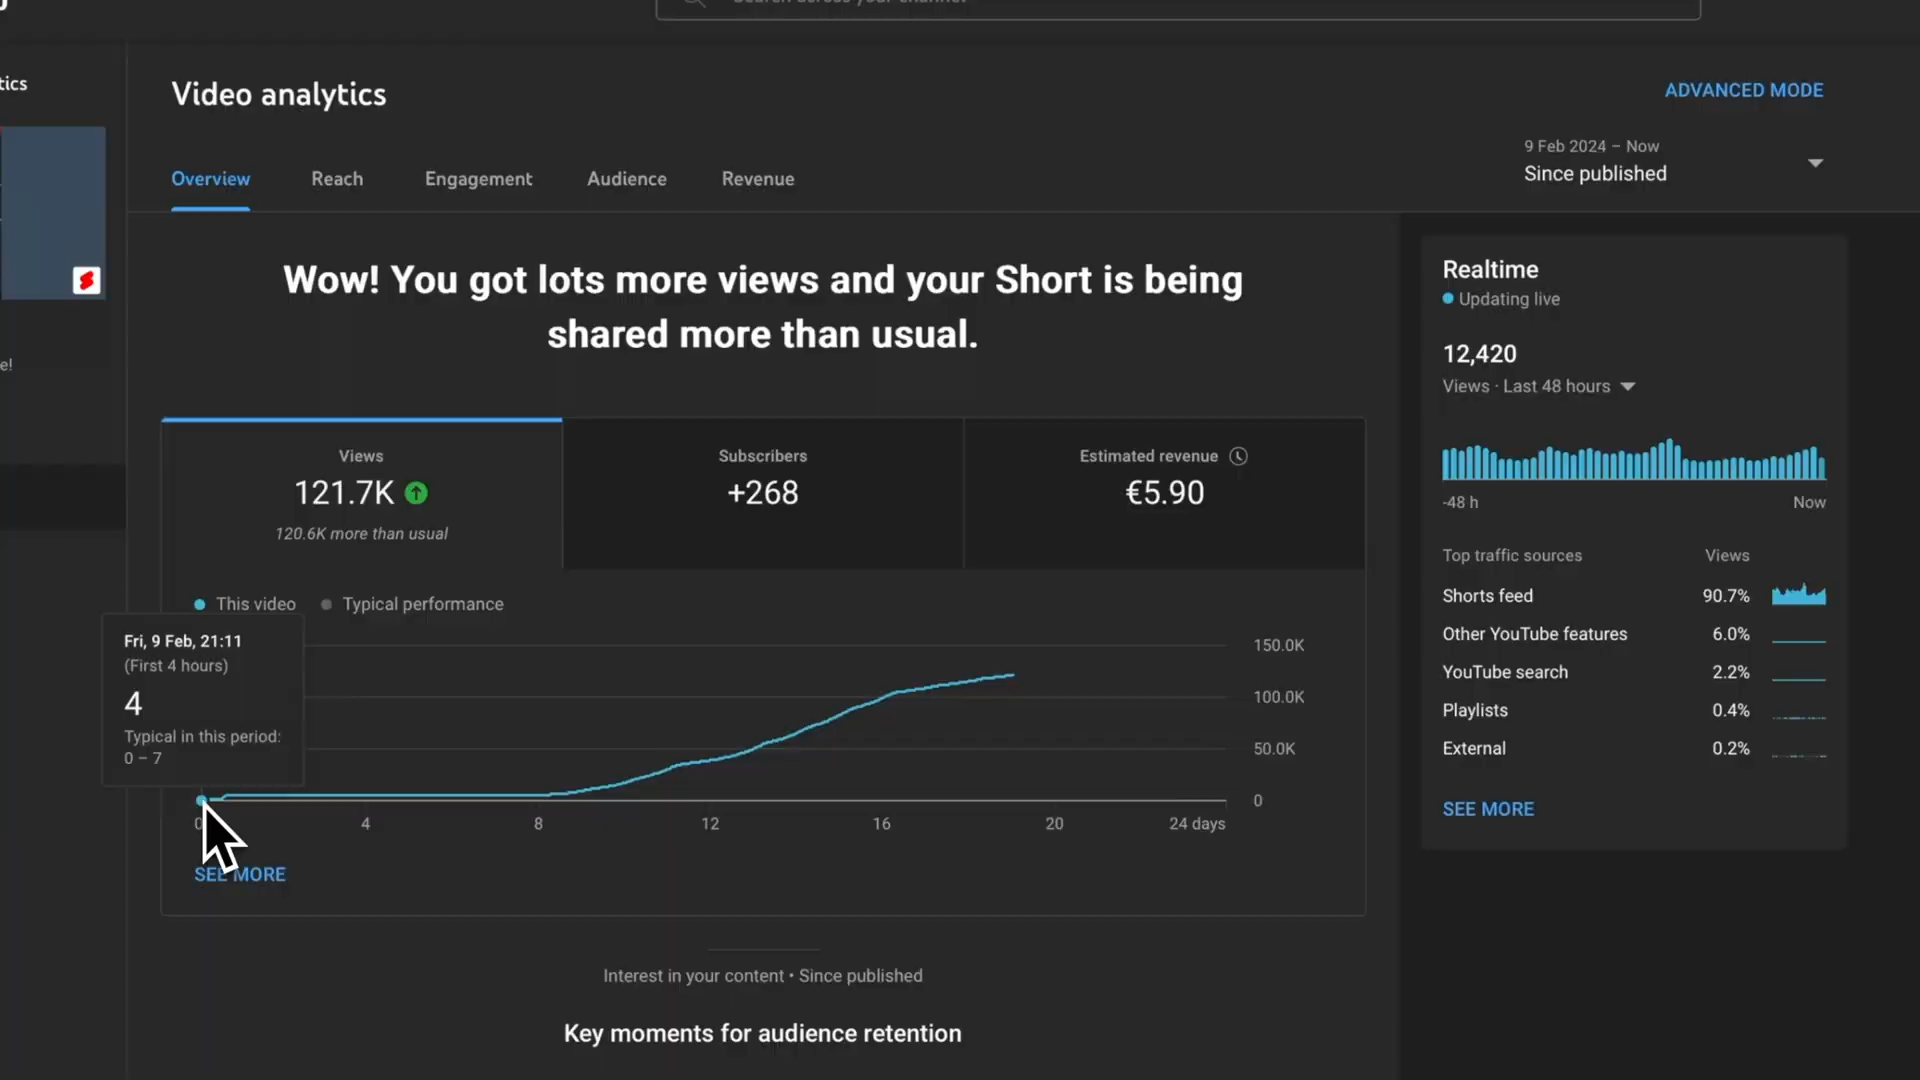 Search across your channel
tics
Video analytics
ADVANCED MODE
9 Feb 2024 – Now
Since published
Overview
Reach
Engagement
Audience
Revenue
Wow! You got lots more views and your Short is being
shared more than usual.
e!
Views
121.7K
120.6K more than usual
Subscribers
+268
Estimated revenue
€5.90
This video
Typical performance
Fri, 9 Feb, 21:11
(First 4 hours)
4
Typical in this period:
0 – 7
150.0K
100.0K
50.0K
0
0
4
8
12
16
20
24 days
SEE MORE
Interest in your content • Since published
Key moments for audience retention
Realtime
Updating live
12,420
Views · Last 48 hours
-48 h
Now
Top traffic sources
Views
Shorts feed
90.7%
Other YouTube features
6.0%
YouTube search
2.2%
Playlists
0.4%
External
0.2%
SEE MORE